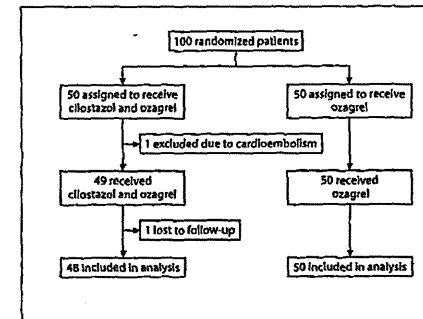 100 randomized patients
50 assigned to receive
cilostazol and ozagrel
50 assigned to receive
ozagrel
1 excluded due to cardioembolism
49 received
cilostazol and ozagrel
50 received
ozagrel
1 lost to follow-up
48 included in analysis
50 included in analysis